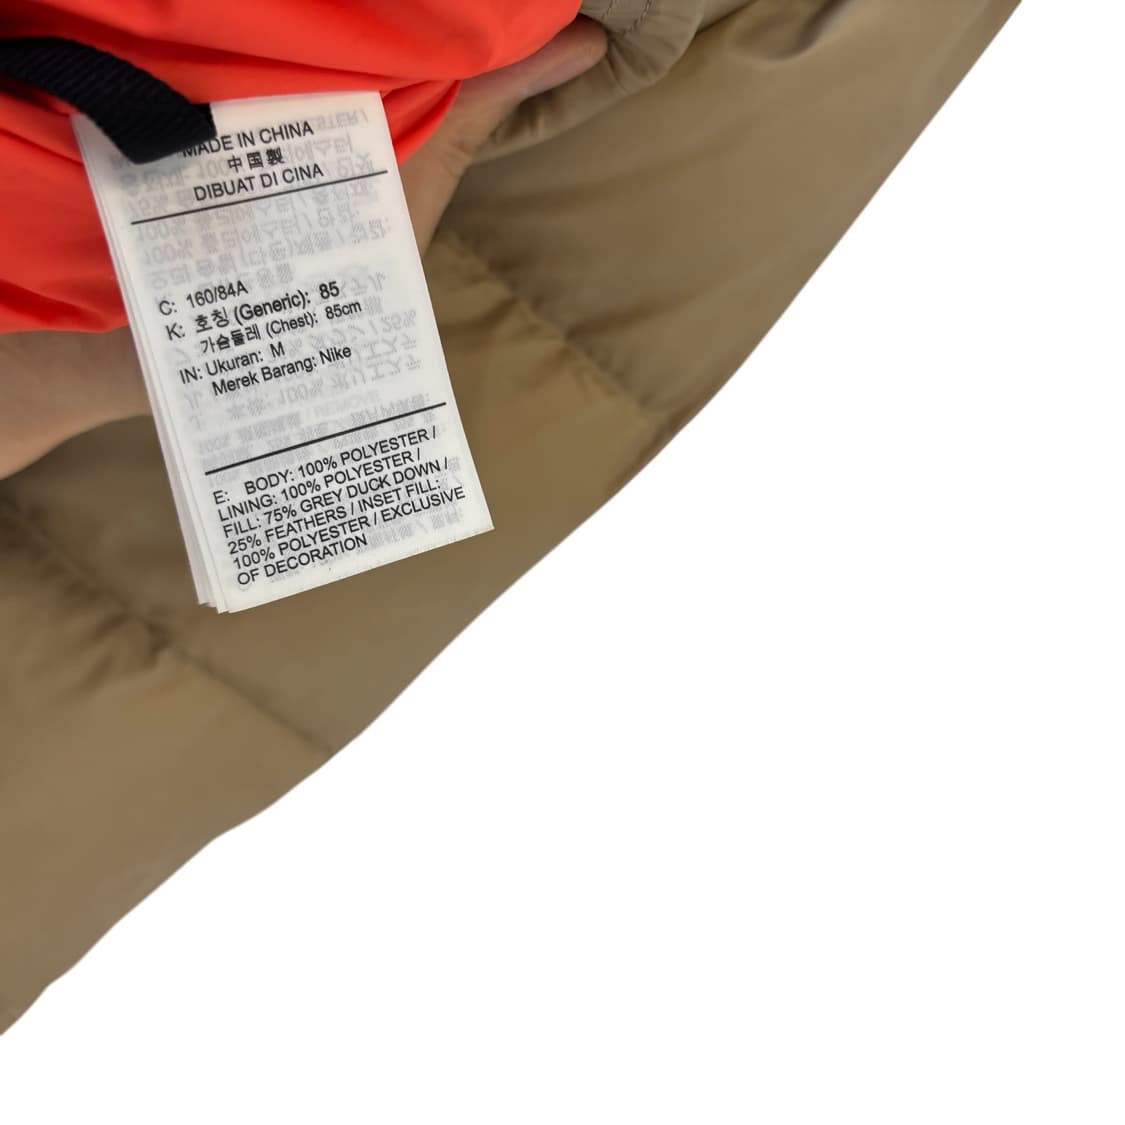 MADE IN CHINA
中国製
DIBUAT DI CINA
C: 160/84A
K: 호칭 (Generic): 85
가슴둘레 (Chest): 85cm
IN: Ukuran: M
Merek Barang: Nike
E: BODY: 100% POLYESTER /
LINING: 100% POLYESTER /
FILL: 75% GREY DUCK DOWN /
25% FEATHERS / INSET FILL:
100% POLYESTER / EXCLUSIVE
OF DECORATION